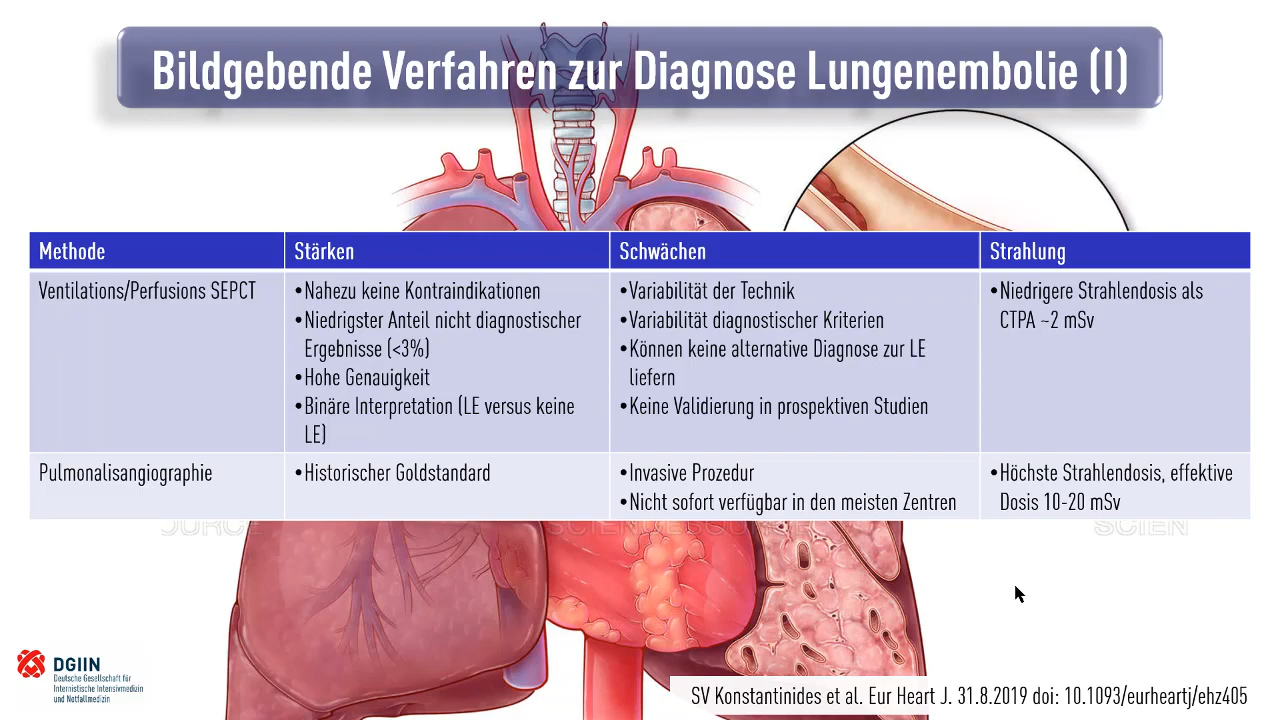 Bildgebende Verfahren zur Diagnose Lungenembolie (I)
Methode
Stärken
Schwächen
Strahlung
Ventilations/Perfusions SEPCT
•Nahezu keine Kontraindikationen
•Niedrigster Anteil nicht diagnostischer
Ergebnisse (<3%)
•Hohe Genauigkeit
•Binäre Interpretation (LE versus keine
LE)
•Variabilität der Technik
•Variabilität diagnostischer Kriterien
•Können keine alternative Diagnose zur LE
liefern
•Keine Validierung in prospektiven Studien
•Niedrigere Strahlendosis als
CTPA ~2 mSv
Pulmonalisangiographie
•Historischer Goldstandard
•Invasive Prozedur
•Nicht sofort verfügbar in den meisten Zentren
•Höchste Strahlendosis, effektive
Dosis 10-20 mSv
DGIIN
Deutsche Gesellschaft für
Internistische Intensivmedizin
und Notfallmedizin
SV Konstantinides et al. Eur Heart J. 31.8.2019 doi: 10.1093/eurheartj/ehz405